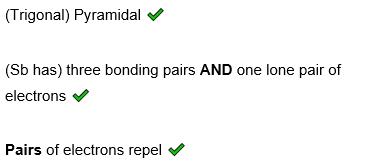 (Trigonal) Pyramidal ✔
(Sb has) three bonding pairs AND one lone pair of
electrons ✔
Pairs of electrons repel ✔